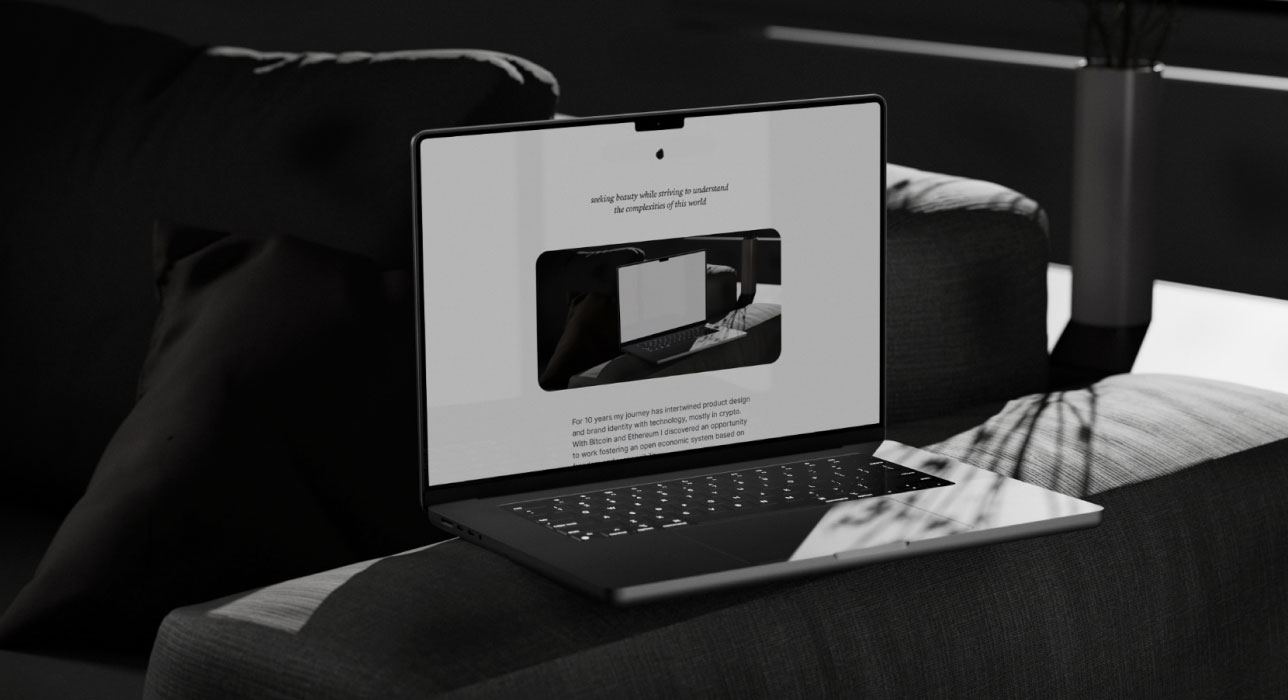 seeking beauty while striving to understand
the complexities of this world
For 10 years my journey has intertwined product design
and brand identity with technology, mostly in crypto.
With Bitcoin and Ethereum I discovered an opportunity
to work fostering an open economic system based on